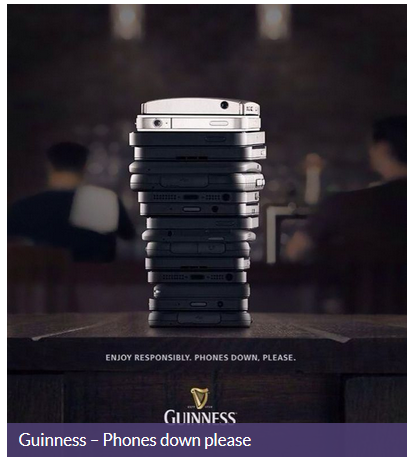 ENJOY RESPONSIBLY. PHONES DOWN, PLEASE.
GUINNESS
Guinness – Phones down please